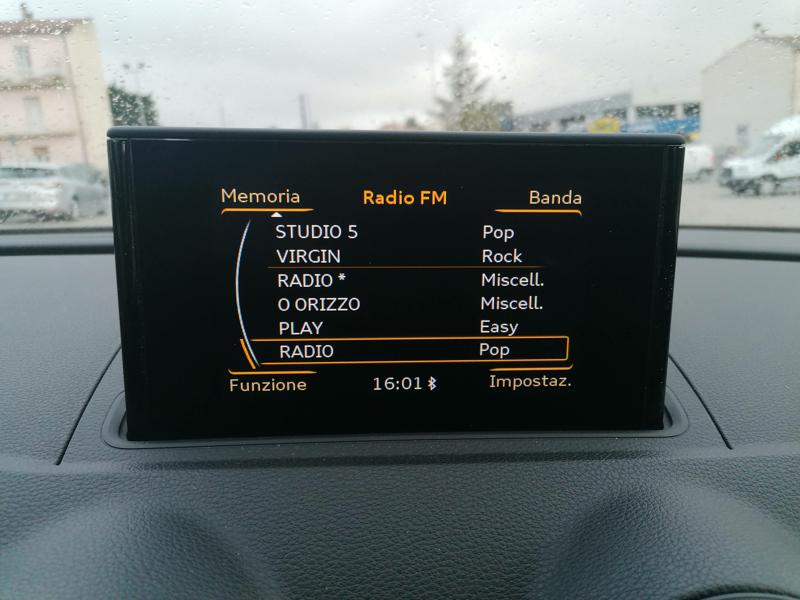 Memoria Radio FM Banda
STUDIO 5 Pop
VIRGIN Rock
RADIO * Miscell.
O ORIZZO Miscell.
PLAY Easy
RADIO Pop
Funzione 16:01 Impostaz.